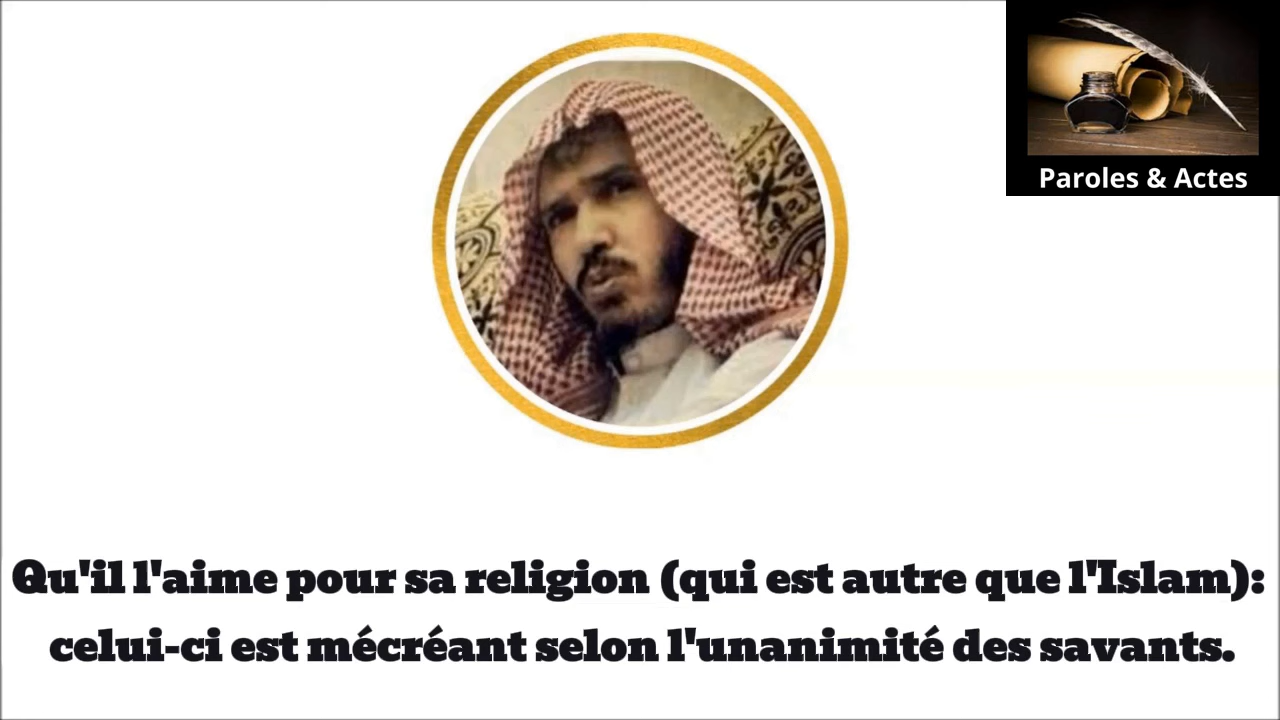 Paroles & Actes
Qu'il l'aime pour sa religion (qui est autre que l'Islam):
celui-ci est mécréant selon l'unanimité des savants.